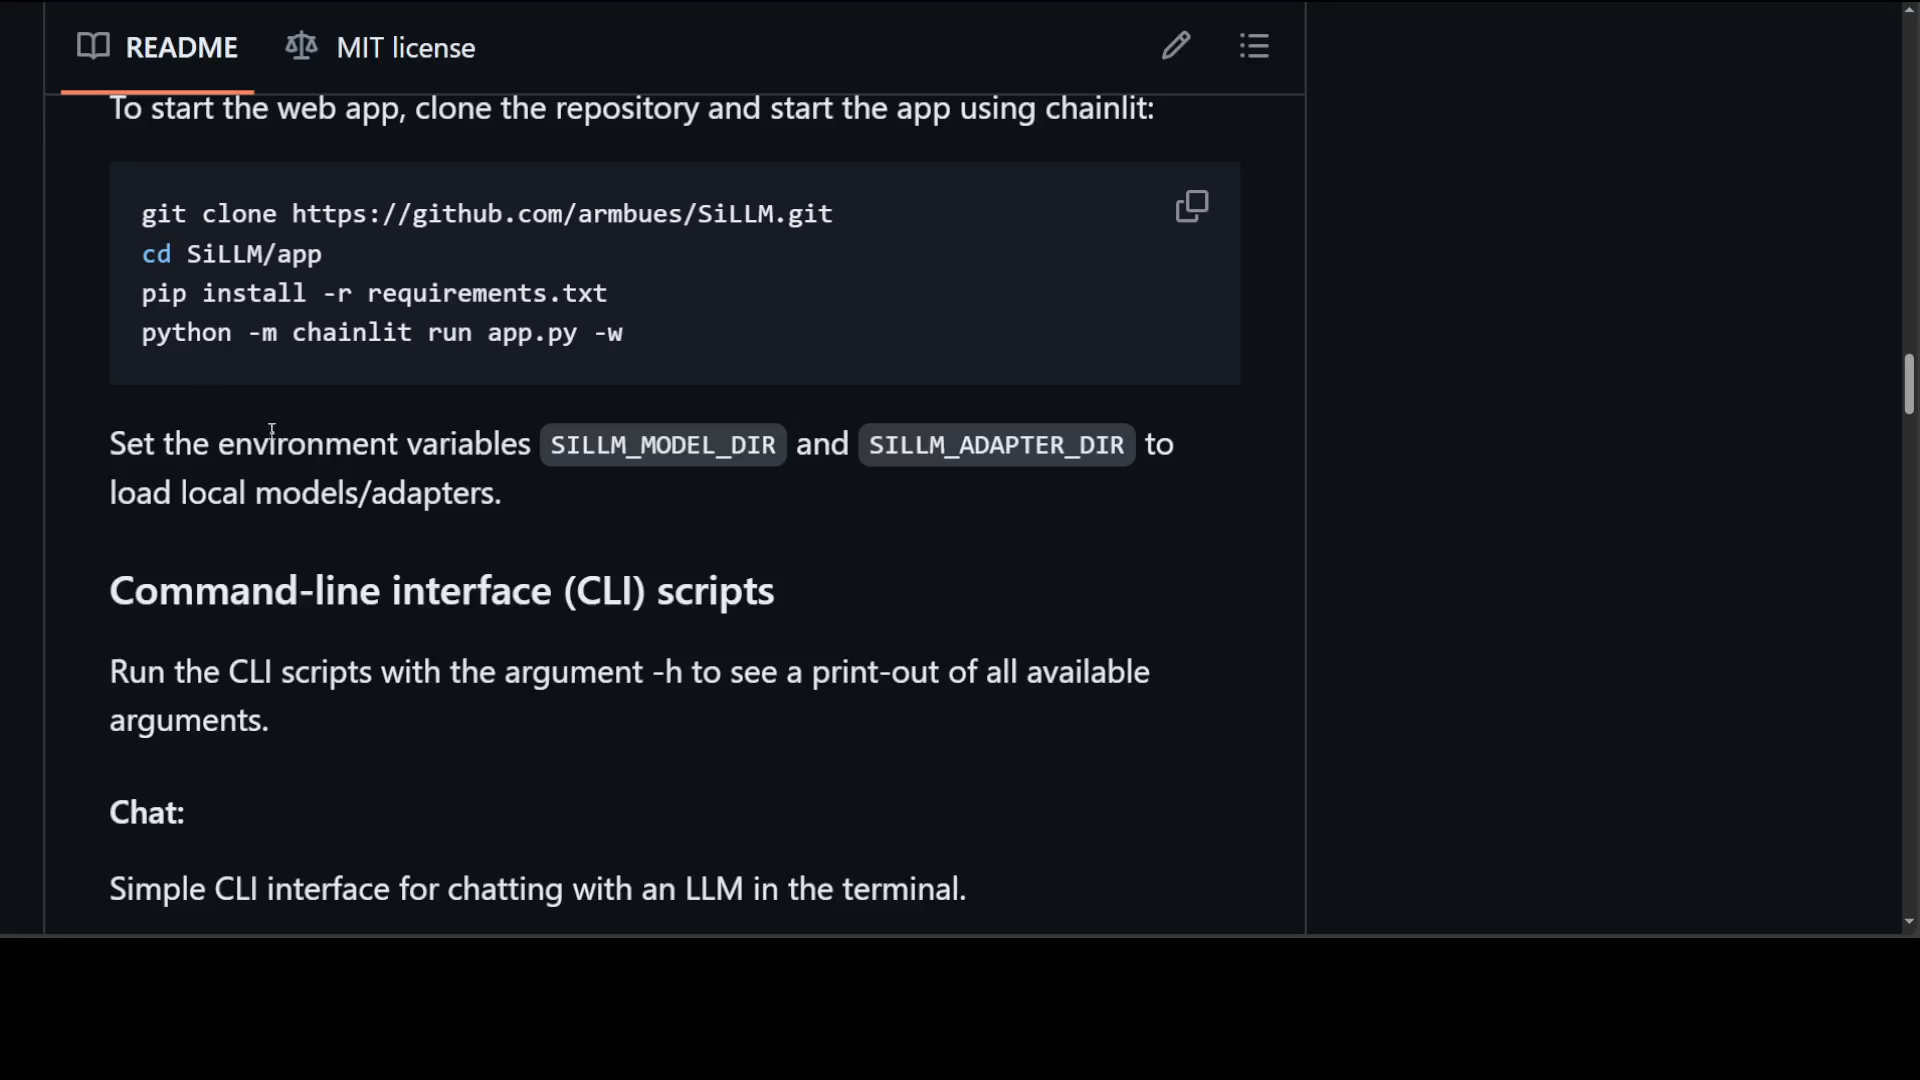 README MIT license
To start the web app, clone the repository and start the app using chainlit:
git clone https://github.com/armbues/SiLLM.git
cd SiLLM/app
pip install -r requirements.txt
python -m chainlit run app.py -w
Set the environment variables SILLM_MODEL_DIR and SILLM_ADAPTER_DIR to
load local models/adapters.
Command-line interface (CLI) scripts
Run the CLI scripts with the argument -h to see a print-out of all available
arguments.
Chat:
Simple CLI interface for chatting with an LLM in the terminal.